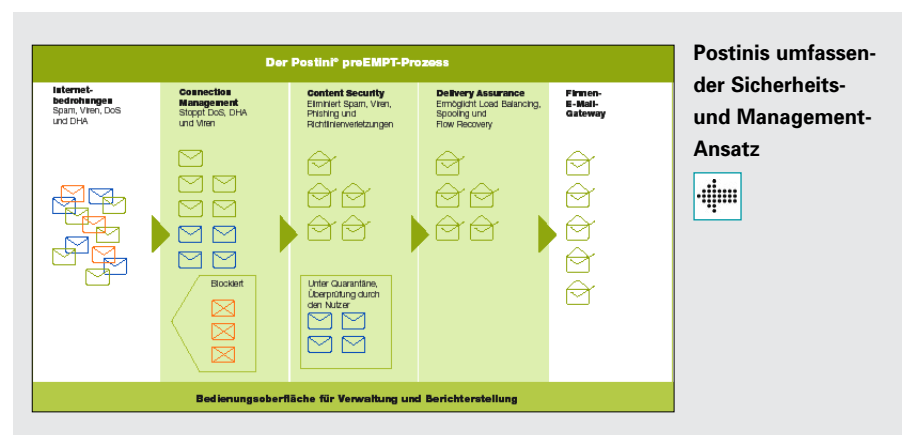 Der Postini® preEMPT-Prozess
Internet-
bedrohungen
Spam, Viren, DoS
und DHA
Connection
Management
Stoppt DoS, DHA
und Viren
Content Security
Eliminiert Spam, Viren,
Phishing und
Richtlinienverletzungen
Delivery Assurance
Ermöglicht Load Balancing,
Spooling und
Flow Recovery
Firmen-
E-Mail-
Gateway
Blockiert
Unter Quarantäne,
Überprüfung durch
den Nutzer
Bedienungsoberfläche für Verwaltung und Berichterstellung
Postinis umfassen-
der Sicherheits-
und Management-
Ansatz